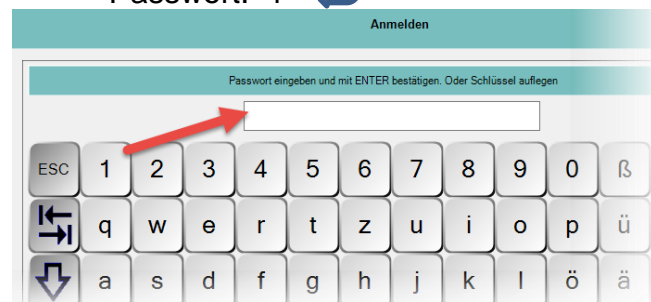 Passwort:
Anmelden
Passwort eingeben und mit ENTER bestätigen. Oder Schlüssel auflegen
ESC 1 2 3 4 5 6 7 8 9 0 ß
q w e r t z u i o p ü
a s d f g h j k l ö ä